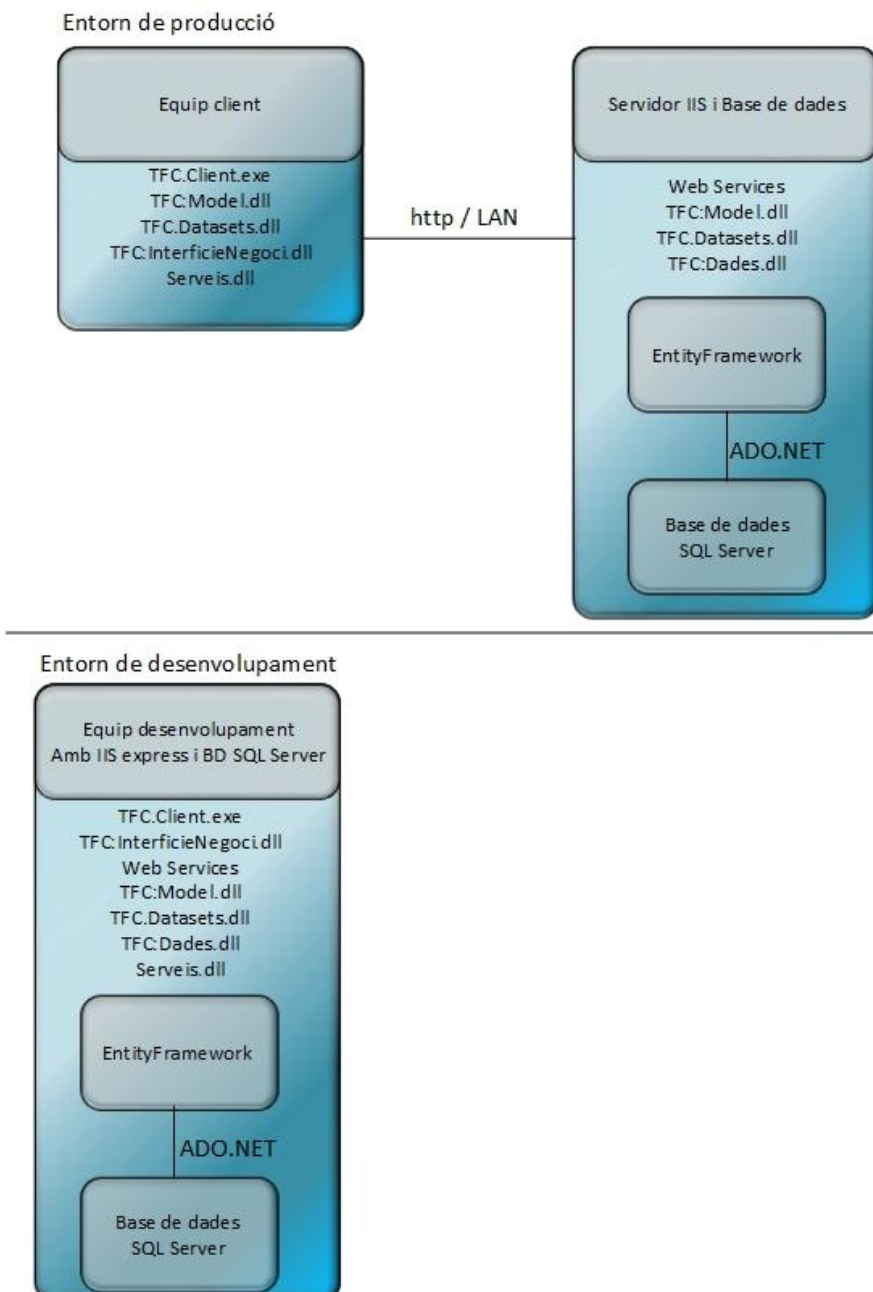 Entorn de producció
Equip client
TFC.Client.exe
TFC:Model.dll
TFC.Datasets.dll
TFC:InterficieNegoci.dll
Serveis.dll
http / LAN
Servidor IIS i Base de dades
Web Services
TFC:Model.dll
TFC.Datasets.dll
TFC:Dades.dll
EntityFramework
ADO.NET
Base de dades
SQL Server
Entorn de desenvolupament
Equip desenvolupament
Amb IIS express i BD SQL Server
TFC.Client.exe
TFC:InterficieNegoci.dll
Web Services
TFC:Model.dll
TFC.Datasets.dll
TFC:Dades.dll
Serveis.dll
EntityFramework
ADO.NET
Base de dades
SQL Server